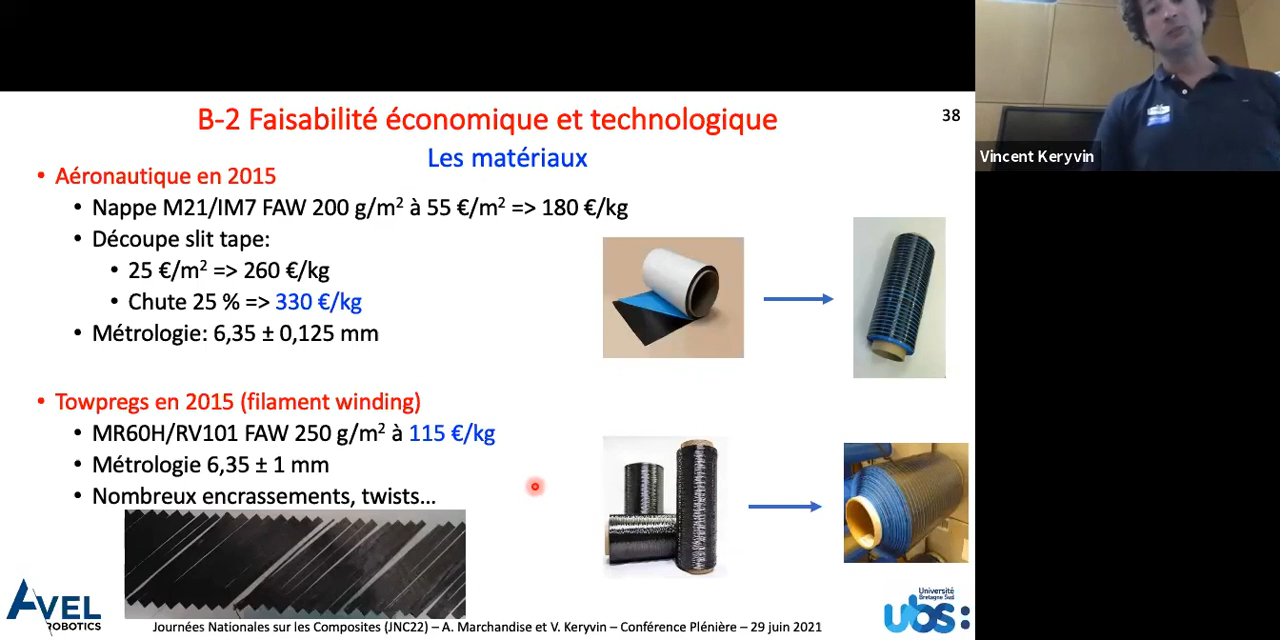 B-2 Faisabilité économique et technologique
38
Les matériaux
• Aéronautique en 2015
• Nappe M21/IM7 FAW 200 g/m² à 55 €/m² => 180 €/kg
• Découpe slit tape:
• 25 €/m² => 260 €/kg
• Chute 25 % => 330 €/kg
• Métrologie: 6,35 ± 0,125 mm
• Towpregs en 2015 (filament winding)
• MR60H/RV101 FAW 250 g/m² à 115 €/kg
• Métrologie 6,35 ± 1 mm
• Nombreux encrassements, twists...
AVEL
ROBOTICS
Journées Nationales sur les Composites (JNC22) – A. Marchandise et V. Keryvin – Conférence Plénière – 29 juin 2021
Université
Bretagne Sud
ubs:
Vincent Keryvin